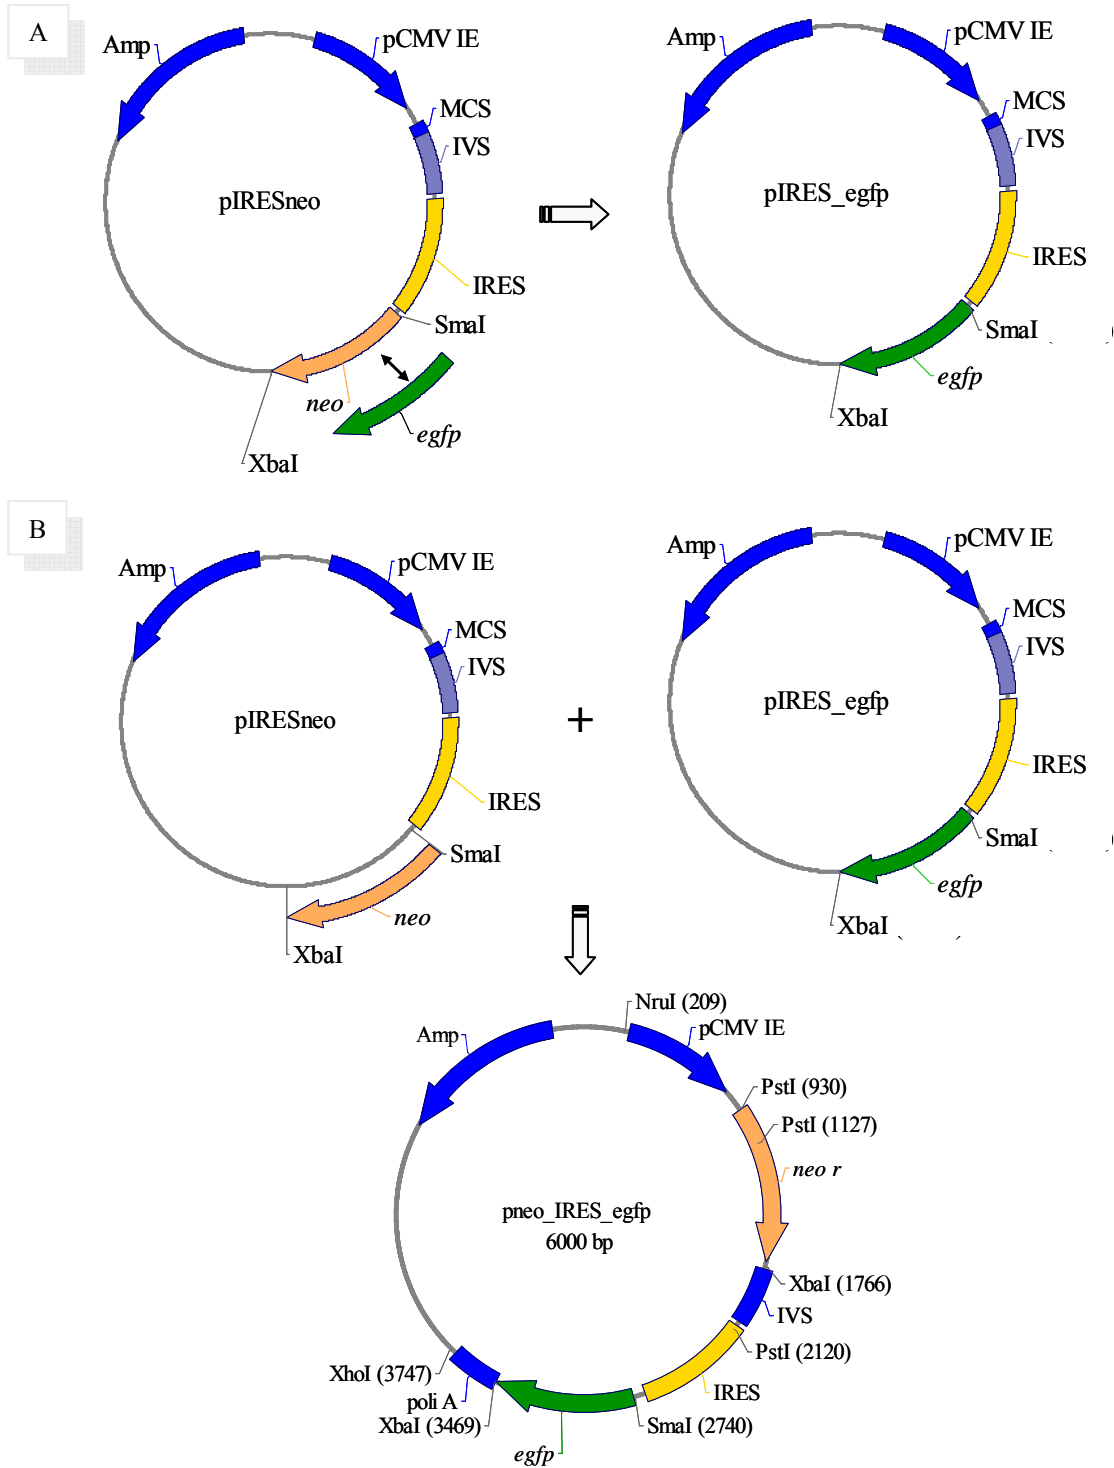 A
Amp
pCMV IE
MCS
IVS
pIRESneo
IRES
SmaI
neo
egfp
XbaI
Amp
pCMV IE
MCS
IVS
pIRES_egfp
IRES
SmaI
egfp
XbaI
B
Amp
pCMV IE
MCS
IVS
pIRESneo
IRES
SmaI
neo
XbaI
+
Amp
pCMV IE
MCS
IVS
pIRES_egfp
IRES
SmaI
egfp
XbaI
NruI (209)
Amp
pCMV IE
PstI (930)
PstI (1127)
neo r
pneo_IRES_egfp
6000 bp
XbaI (1766)
IVS
PstI (2120)
XhoI (3747)
IRES
poli A
XbaI (3469)
SmaI (2740)
egfp